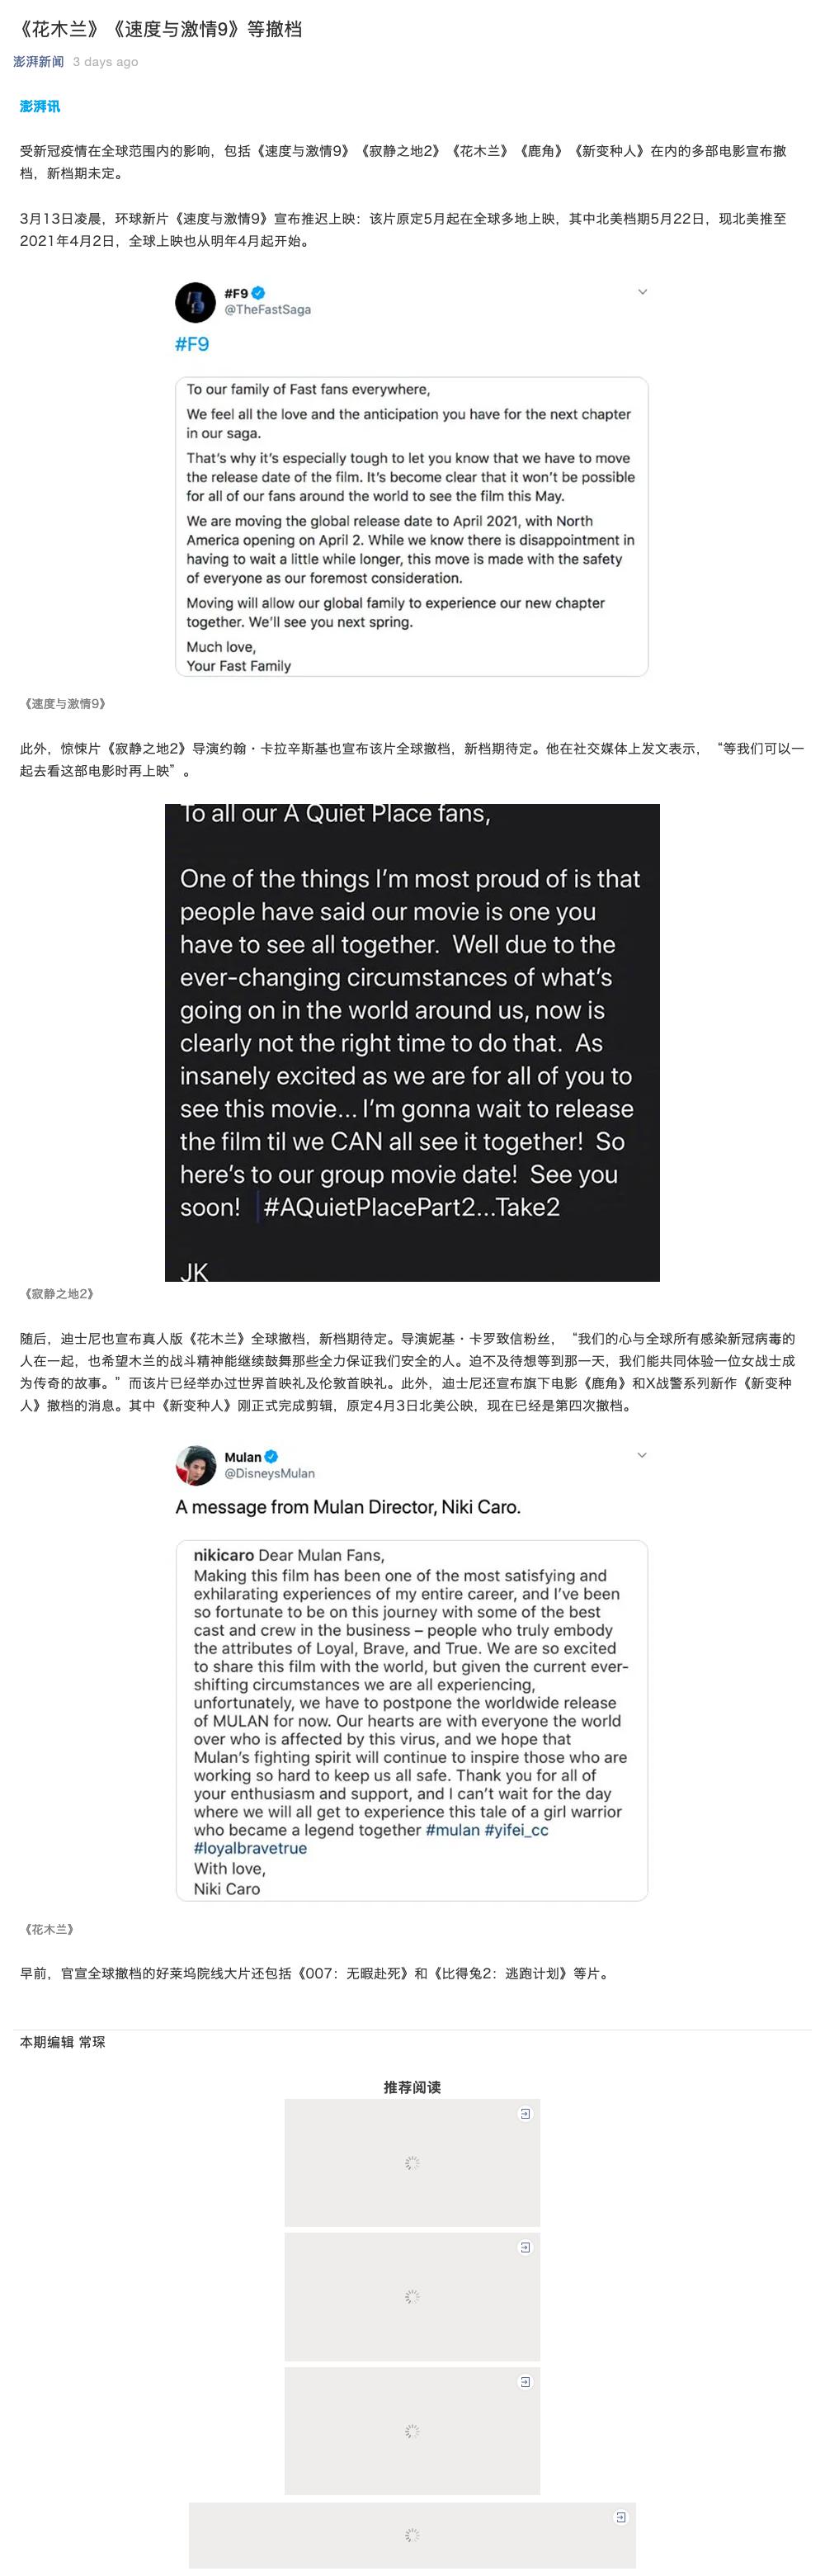 《花木兰》《速度与激情9》等撤档
澎湃新闻 3 days ago
澎湃讯
受新冠疫情在全球范围内的影响，包括《速度与激情9》《寂静之地2》《花木兰》《鹿角》《新变种人》在内的多部电影宣布撤
档，新档期未定。
3月13日凌晨，环球新片《速度与激情9》宣布推迟上映：该片原定5月起在全球多地上映，其中北美档期5月22日，现北美推至
2021年4月2日，全球上映也从明年4月起开始。
#F9
@TheFastSaga
#F9
To our family of Fast fans everywhere,
We feel all the love and the anticipation you have for the next chapter
in our saga.
That's why it's especially tough to let you know that we have to move
the release date of the film. It's become clear that it won't be possible
for all of our fans around the world to see the film this May.
We are moving the global release date to April 2021, with North
America opening on April 2. While we know there is disappointment in
having to wait a little while longer, this move is made with the safety
of everyone as our foremost consideration.
Moving will allow our global family to experience our new chapter
together. We'll see you next spring.
Much love,
Your Fast Family
《速度与激情9》
此外，惊悚片《寂静之地2》导演约翰·卡拉辛斯基也宣布该片全球撤档，新档期待定。他在社交媒体上发文表示，“等我们可以一
起去看这部电影时再上映”。
To all our A Quiet Place fans,
One of the things I'm most proud of is that
people have said our movie is one you
have to see all together.  Well due to the
ever-changing circumstances of what's
going on in the world around us, now is
clearly not the right time to do that.  As
insanely excited as we are for all of you to
see this movie... I'm gonna wait to release
the film til we CAN all see it together!  So
here's to our group movie date!  See you
soon!  #AQuietPlacePart2...Take2
JK
《寂静之地2》
随后，迪士尼也宣布真人版《花木兰》全球撤档，新档期待定。导演妮基·卡罗致信粉丝，“我们的心与全球所有感染新冠病毒的
人在一起，也希望木兰的战斗精神能继续鼓舞那些全力保证我们安全的人。迫不及待想等到那一天，我们能共同体验一位女战士成
为传奇的故事。”而该片已经举办过世界首映礼及伦敦首映礼。此外，迪士尼还宣布旗下电影《鹿角》和X战警系列新作《新变种
人》撤档的消息。其中《新变种人》刚正式完成剪辑，原定4月3日北美公映，现在已经是第四次撤档。
Mulan
@DisneysMulan
A message from Mulan Director, Niki Caro.
nikicaro Dear Mulan Fans,
Making this film has been one of the most satisfying and
exhilarating experiences of my entire career, and I've been
so fortunate to be on this journey with some of the best
cast and crew in the business – people who truly embody
the attributes of Loyal, Brave, and True. We are so excited
to share this film with the world, but given the current ever-
shifting circumstances we are all experiencing,
unfortunately, we have to postpone the worldwide release
of MULAN for now. Our hearts are with everyone the world
over who is affected by this virus, and we hope that
Mulan's fighting spirit will continue to inspire those who are
working so hard to keep us all safe. Thank you for all of
your enthusiasm and support, and I can't wait for the day
where we will all get to experience this tale of a girl warrior
who became a legend together #mulan #yifei_cc
#loyalbravetrue
With love,
Niki Caro
《花木兰》
早前，官宣全球撤档的好莱坞院线大片还包括《007：无暇赴死》和《比得兔2：逃跑计划》等片。
本期编辑 常琛
推荐阅读